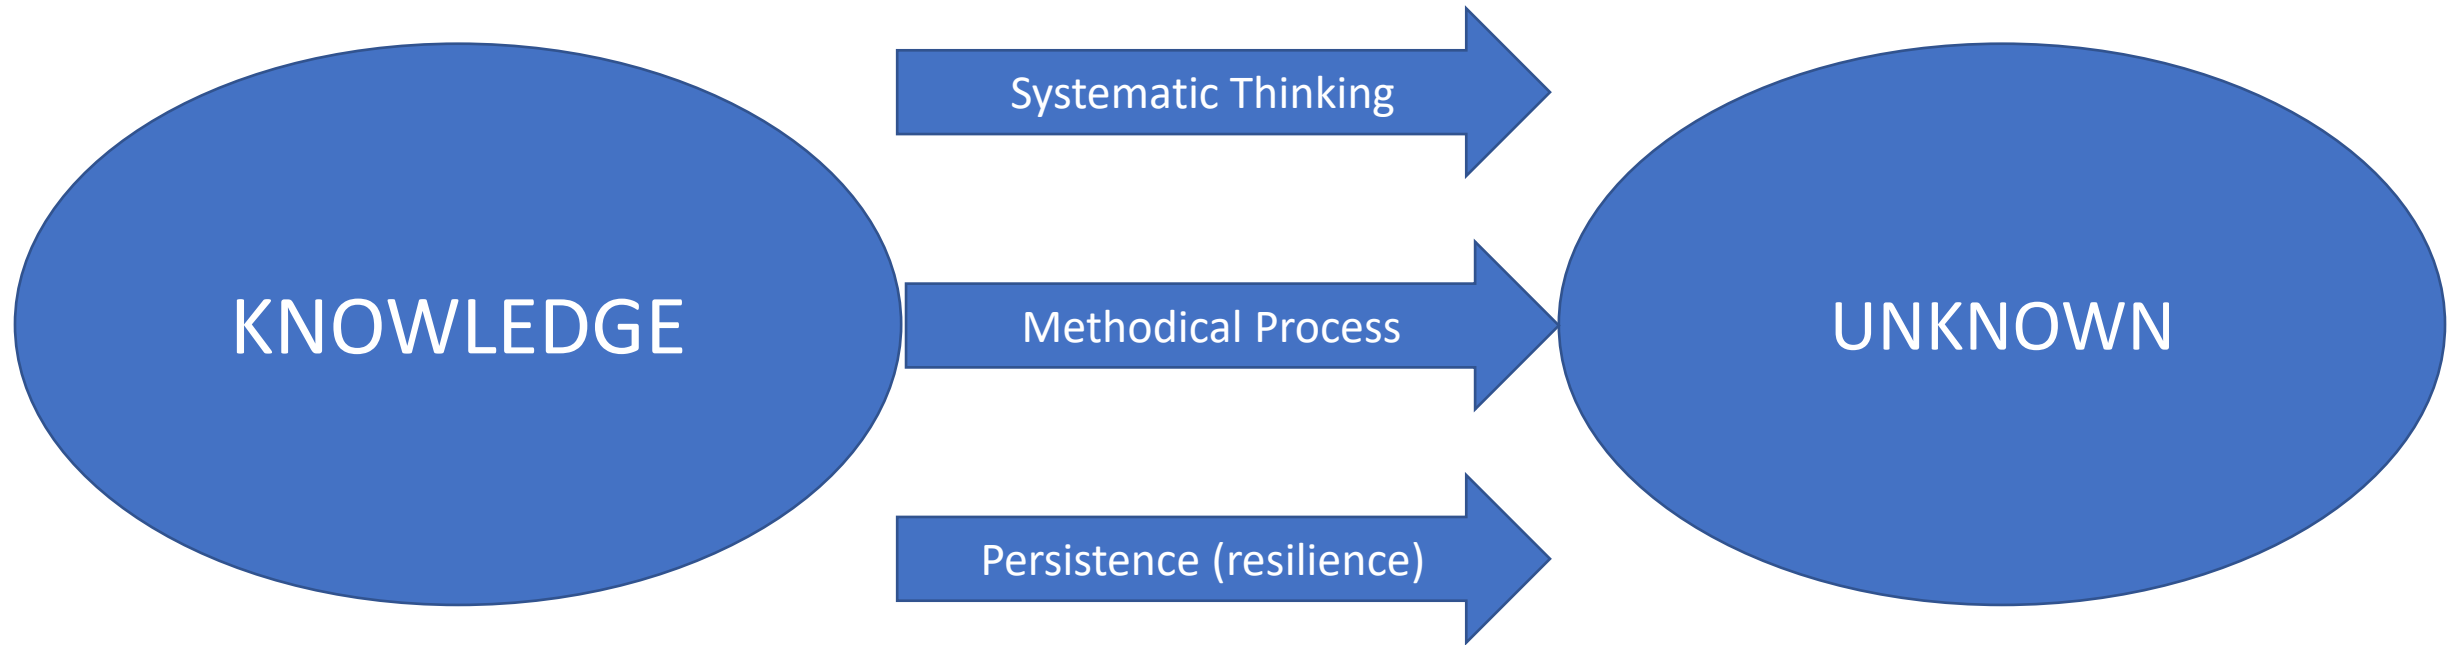 Systematic Thinking
KNOWLEDGE
Methodical Process
UNKNOWN
Persistence (resilience)